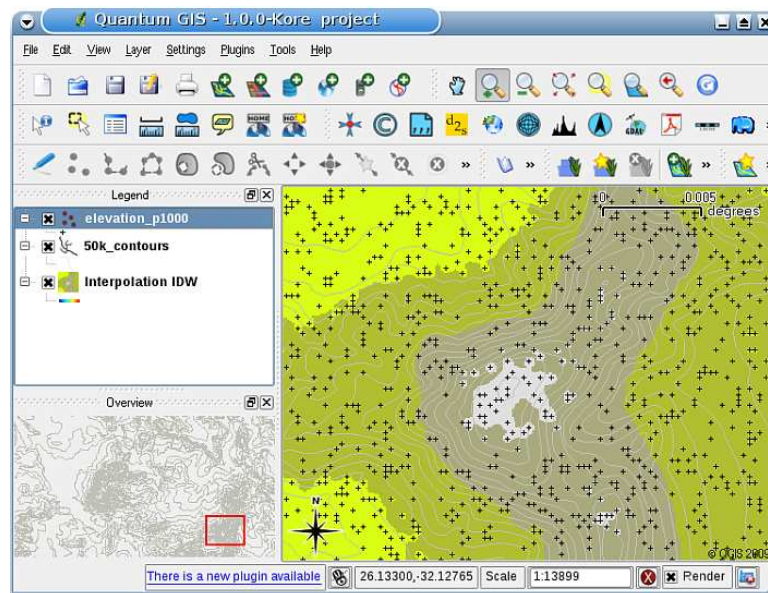 Quantum GIS - 1.0.0-Kore project
File Edit View Layer Settings Plugins Tools Help
Legend
elevation_p1000
50k_contours
Interpolation IDW
Overview
0 0.005
degrees
N
© QGIS 2009
There is a new plugin available 26.13300,-32.12765 Scale 1:13899 Render